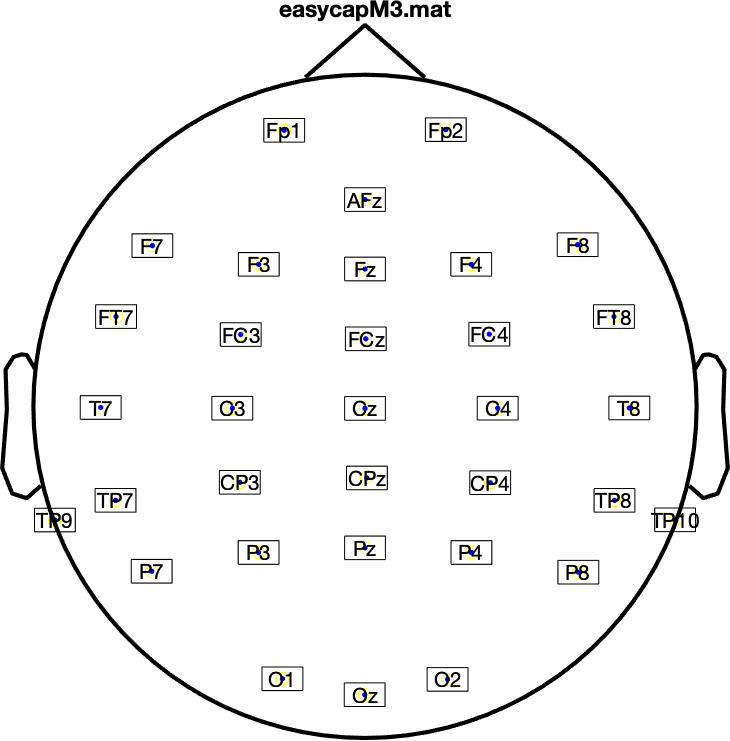 easycapM3.mat
Fp1 Fp2
AFz
F7 F3 Fz F4 F8
FT7 FC3 FCz FC4 FT8
T7 C3 Cz C4 T8
TP7 CP3 CPz CP4 TP8
TP9 TP10
P7 P3 Pz P4 P8
O1 Oz O2